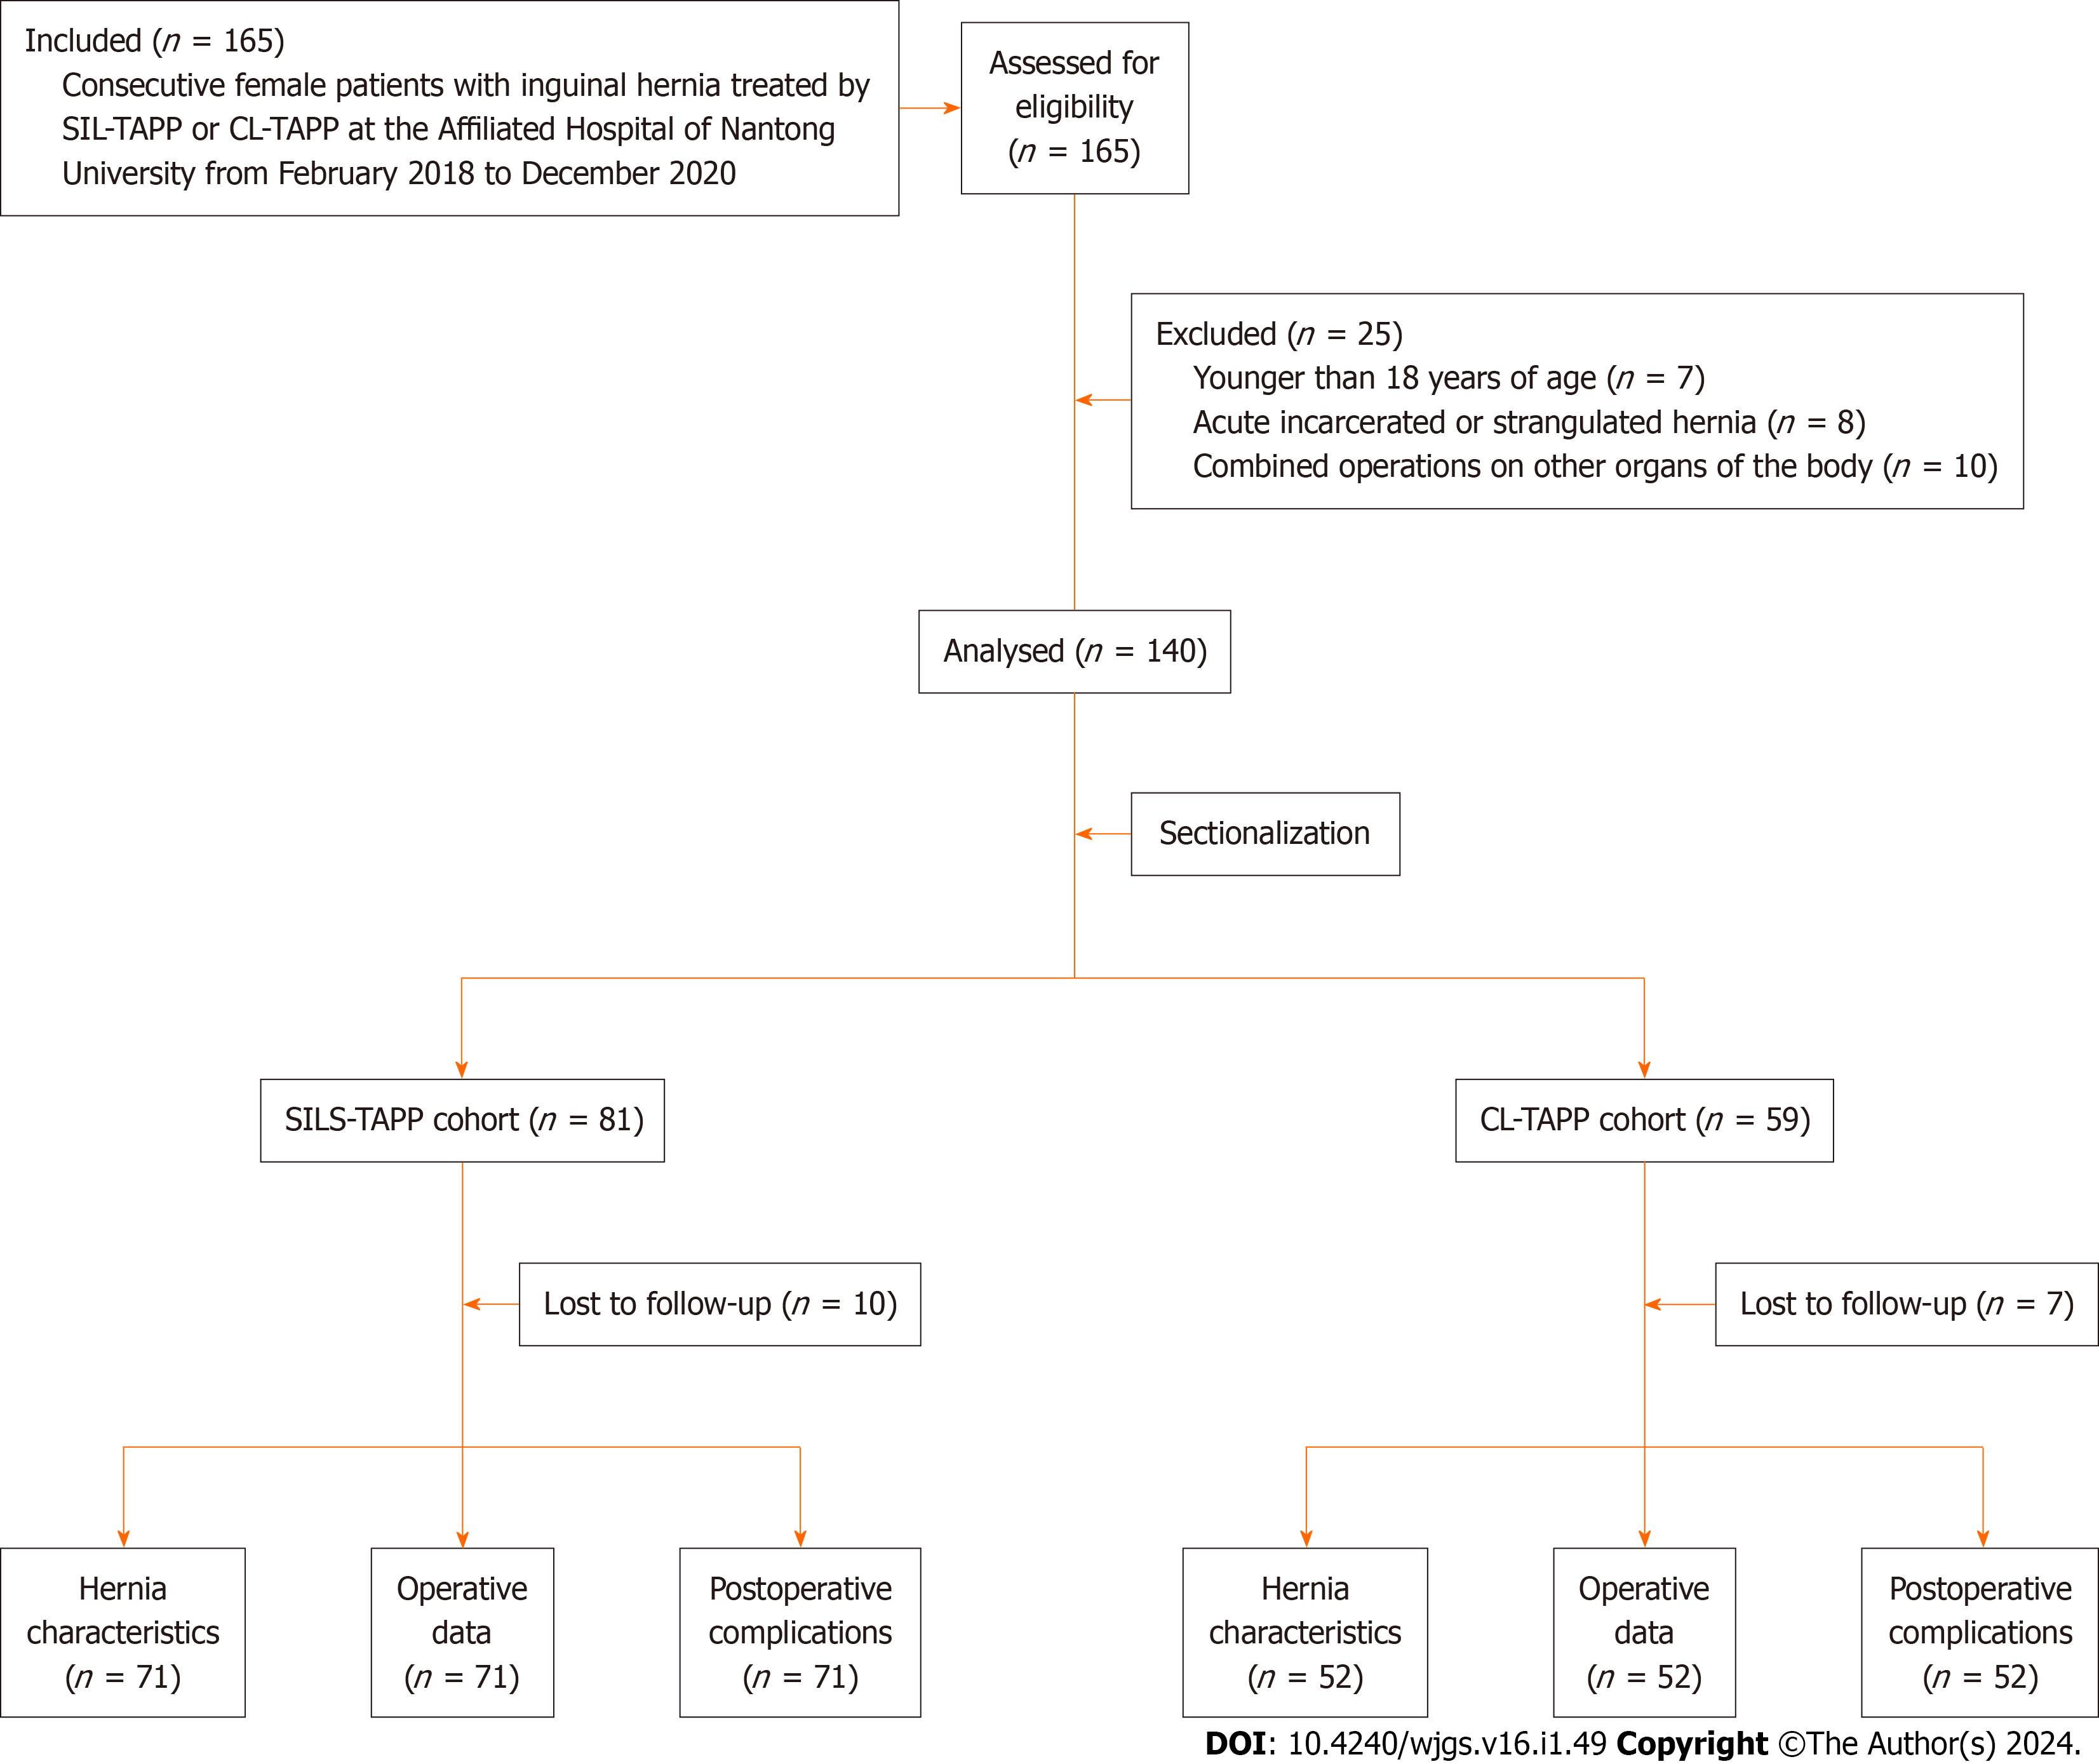 Included (n = 165)
Consecutive female patients with inguinal hernia treated by
SIL-TAPP or CL-TAPP at the Affiliated Hospital of Nantong
University from February 2018 to December 2020
Assessed for
eligibility
(n = 165)
Excluded (n = 25)
Younger than 18 years of age (n = 7)
Acute incarcerated or strangulated hernia (n = 8)
Combined operations on other organs of the body (n = 10)
Analysed (n = 140)
Sectionalization
SILS-TAPP cohort (n = 81)
CL-TAPP cohort (n = 59)
Lost to follow-up (n = 10)
Lost to follow-up (n = 7)
Hernia
characteristics
(n = 71)
Operative
data
(n = 71)
Postoperative
complications
(n = 71)
Hernia
characteristics
(n = 52)
Operative
data
(n = 52)
Postoperative
complications
(n = 52)
DOI: 10.4240/wjgs.v16.i1.49 Copyright ©The Author(s) 2024.